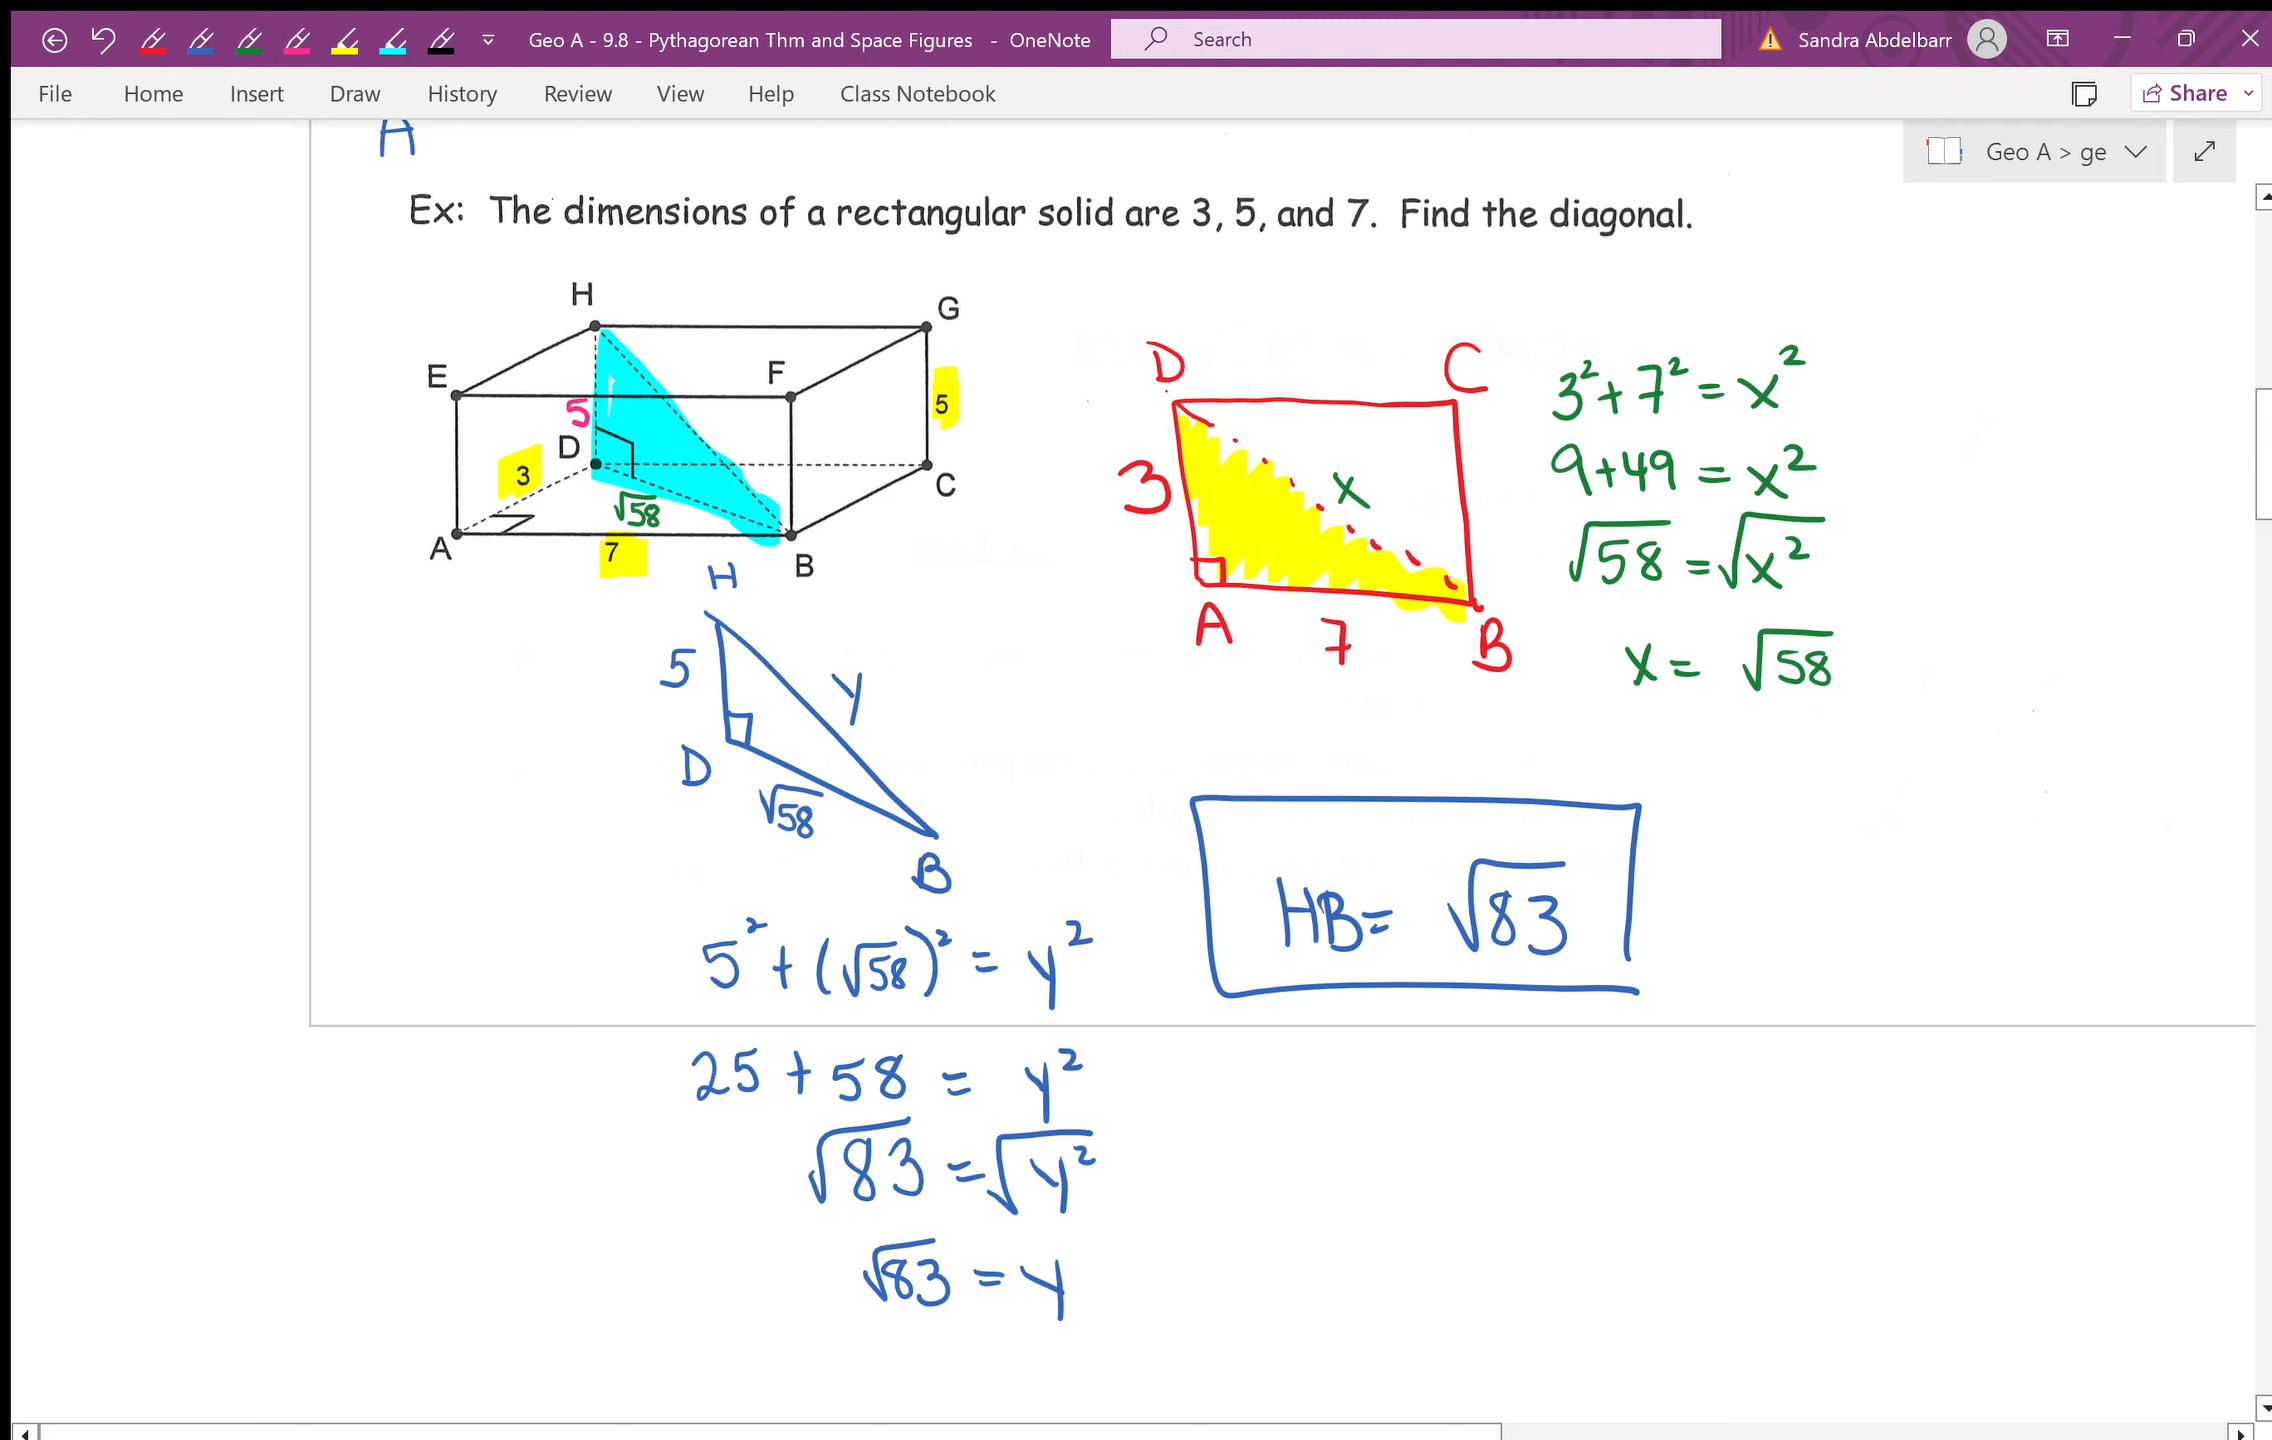 Geo A - 9.8 - Pythagorean Thm and Space Figures - OneNote
Search
Sandra Abdelbarr
File Home Insert Draw History Review View Help Class Notebook
Share
A
Geo A > ge
Ex: The dimensions of a rectangular solid are 3, 5, and 7. Find the diagonal.
H
G
E
F
5
5
D
3
C
√58
A
7
B
D
C
3
x
A
7
B
3² + 7² = x²
9 + 49 = x²
√58 = √x²
x = √58
H
5
y
D
√58
B
5² + (√58)² = y²
25 + 58 = y²
√83 = √y²
√83 = y
HB = √83